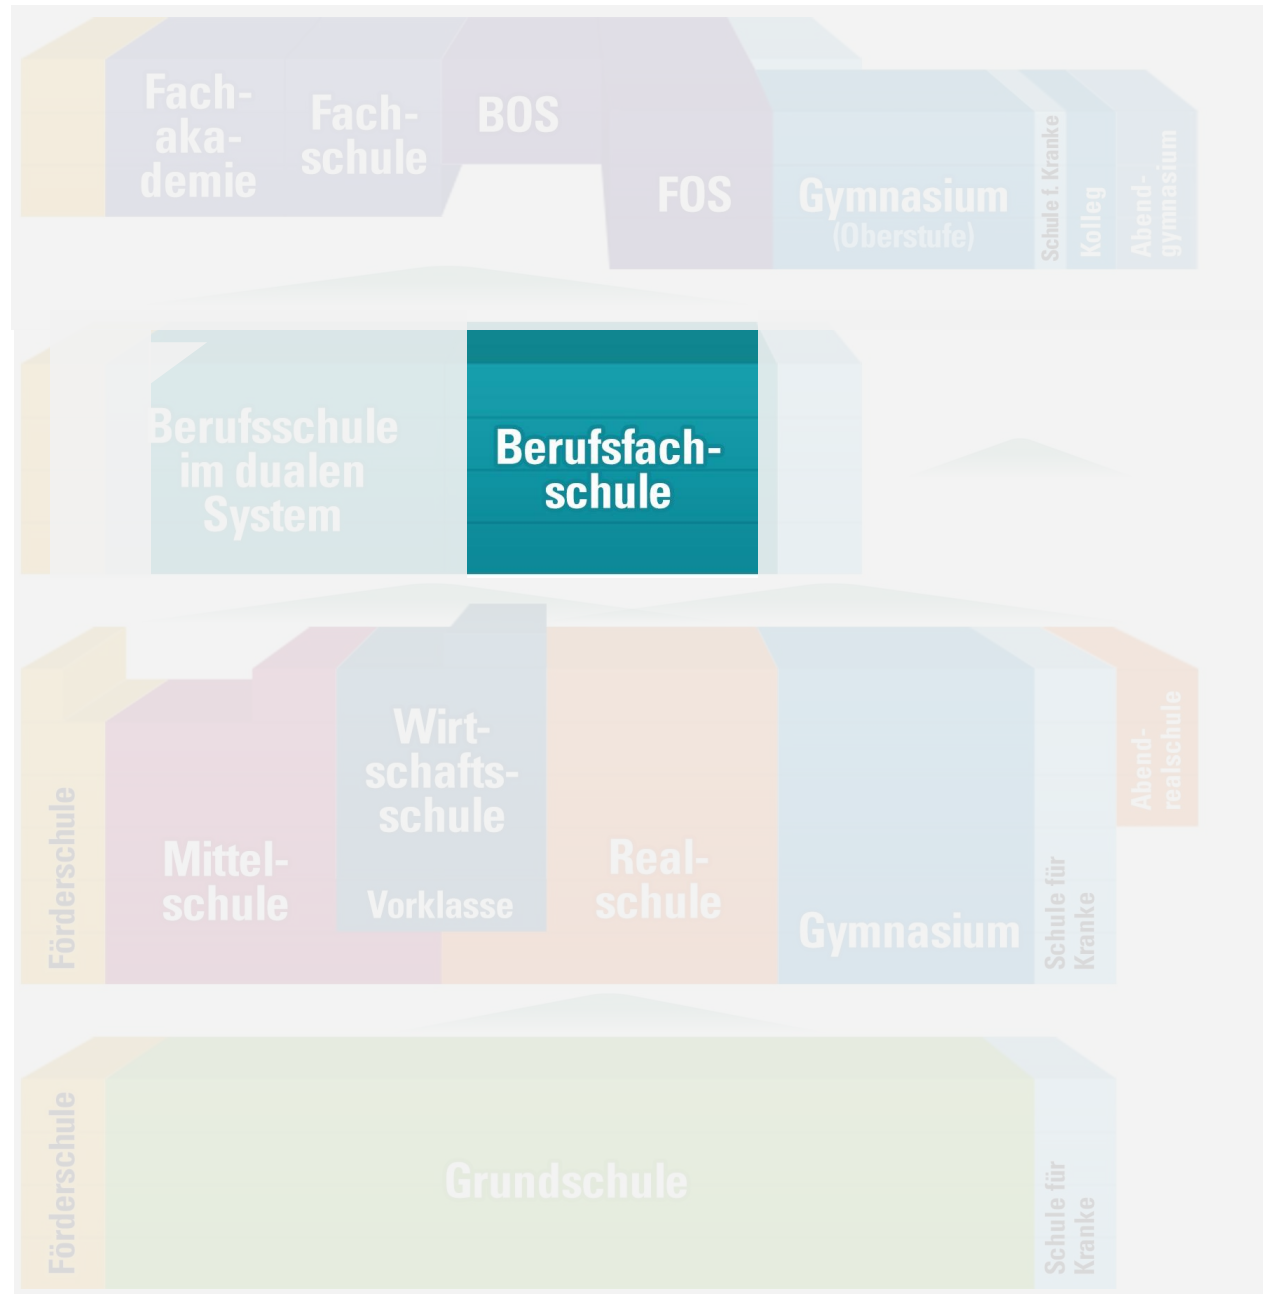 Fach-
aka-
demie
Fach-
schule
BOS
FOS
Gymnasium
(Oberstufe)
Schule f. Kranke
Kolleg
Abend-
gymnasium
Berufsschule
im dualen
System
Berufsfach-
schule
Förderschule
Mittel-
schule
Wirt-
schafts-
schule
Vorklasse
Real-
schule
Gymnasium
Schule für
Kranke
Abend-
realschule
Förderschule
Grundschule
Schule für
Kranke